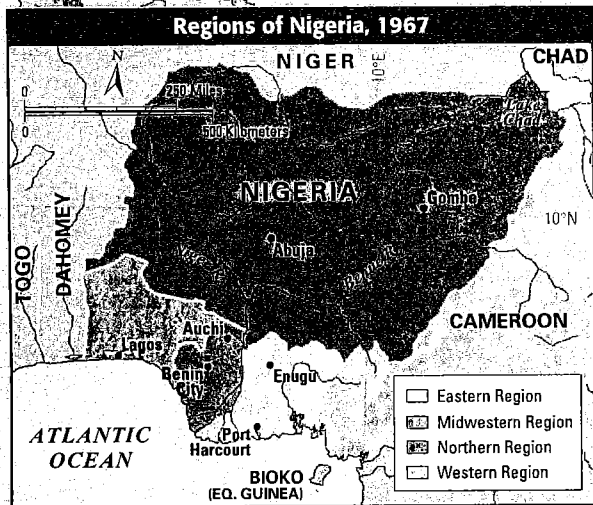 Regions of Nigeria, 1967
N
NIGER
10°E
CHAD
0
250 Miles
0
500 Kilometers
Lake
Chad
NIGERIA
Gombe
TOGO
DAHOMEY
Abuja
10°N
Niger
Benue
CAMEROON
Auchi
Lagos
Benin
City
Enugu
Port
Harcourt
ATLANTIC
OCEAN
BIOKO
(EQ. GUINEA)
Eastern Region
Midwestern Region
Northern Region
Western Region